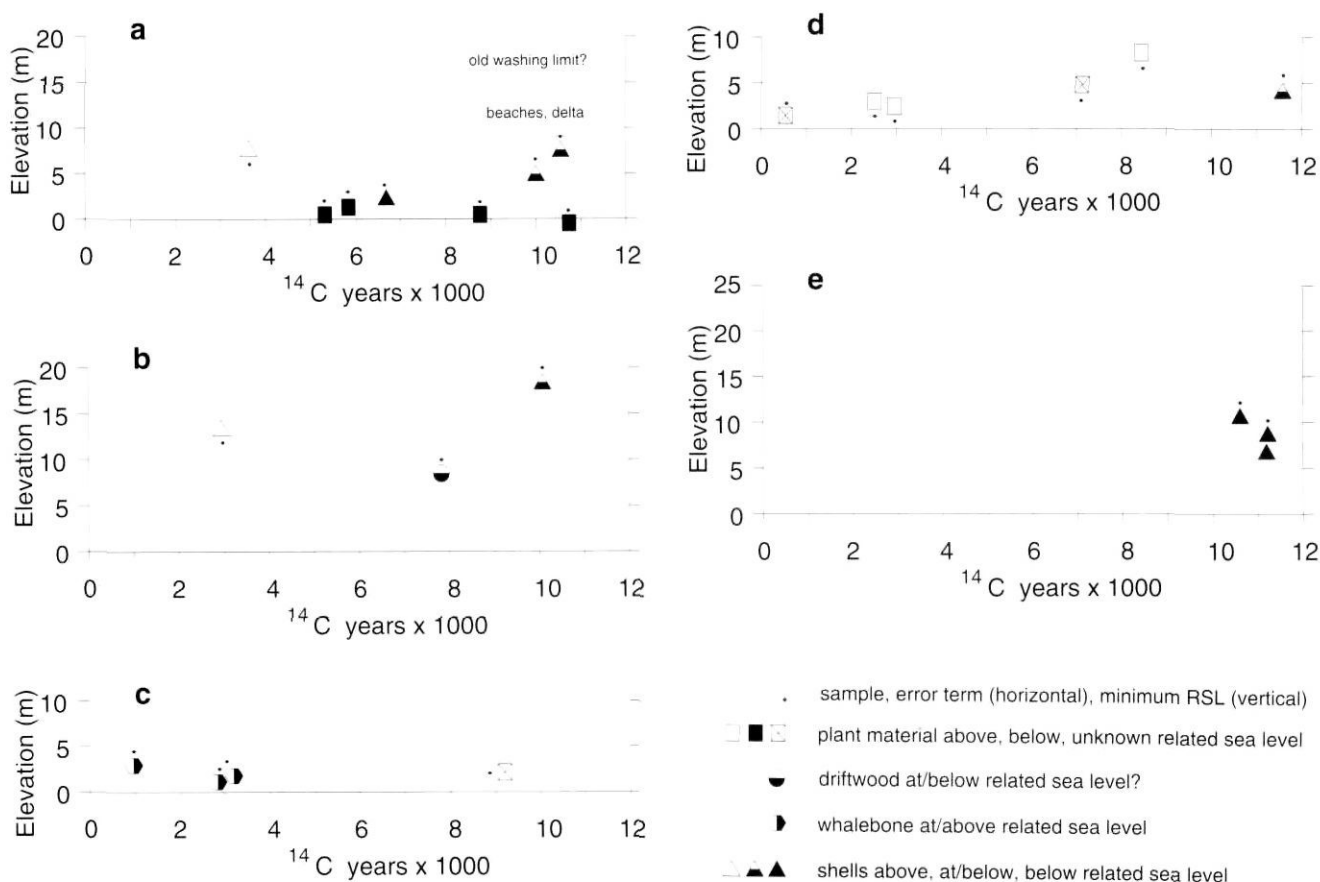 a
Elevation (m)
20
15
10
5
0
old washing limit?
beaches, delta
0 2 4 6 8 10 12
14 C years x 1000
b
Elevation (m)
20
15
10
5
0
0 2 4 6 8 10 12
14 C years x 1000
c
Elevation (m)
10
5
0
0 2 4 6 8 10 12
14 C years x 1000
d
Elevation (m)
10
5
0
0 2 4 6 8 10 12
14 C years x 1000
e
Elevation (m)
25
20
15
10
5
0
0 2 4 6 8 10 12
14 C years x 1000
sample, error term (horizontal), minimum RSL (vertical)
plant material above, below, unknown related sea level
driftwood at/below related sea level?
whalebone at/above related sea level
shells above, at/below, below related sea level